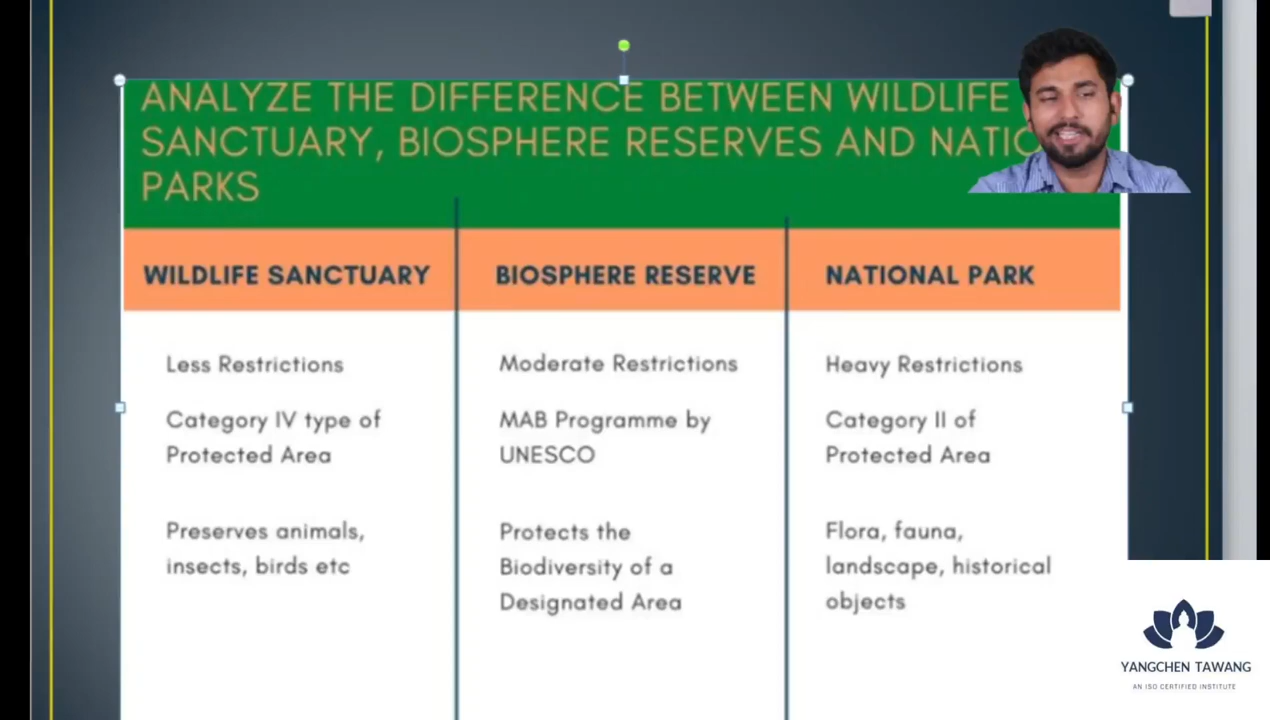 ANALYZE THE DIFFERENCE BETWEEN WILDLIFE
SANCTUARY, BIOSPHERE RESERVES AND
PARKS
WILDLIFE SANCTUARY
Less Restrictions
Category IV type of
Protected Area
Preserves animals,
insects, birds etc
BIOSPHERE RESERVE
Moderate Restrictions
MAB Programme by
UNESCO
Protects the
Biodiversity of a
Designated Area
NATIONAL PARK
Heavy Restrictions
Category II of
Protected Area
Flora, fauna,
landscape, historical
objects
YANGCHEN TAWANG
AN ISO CERTIFIED INSTITUTE